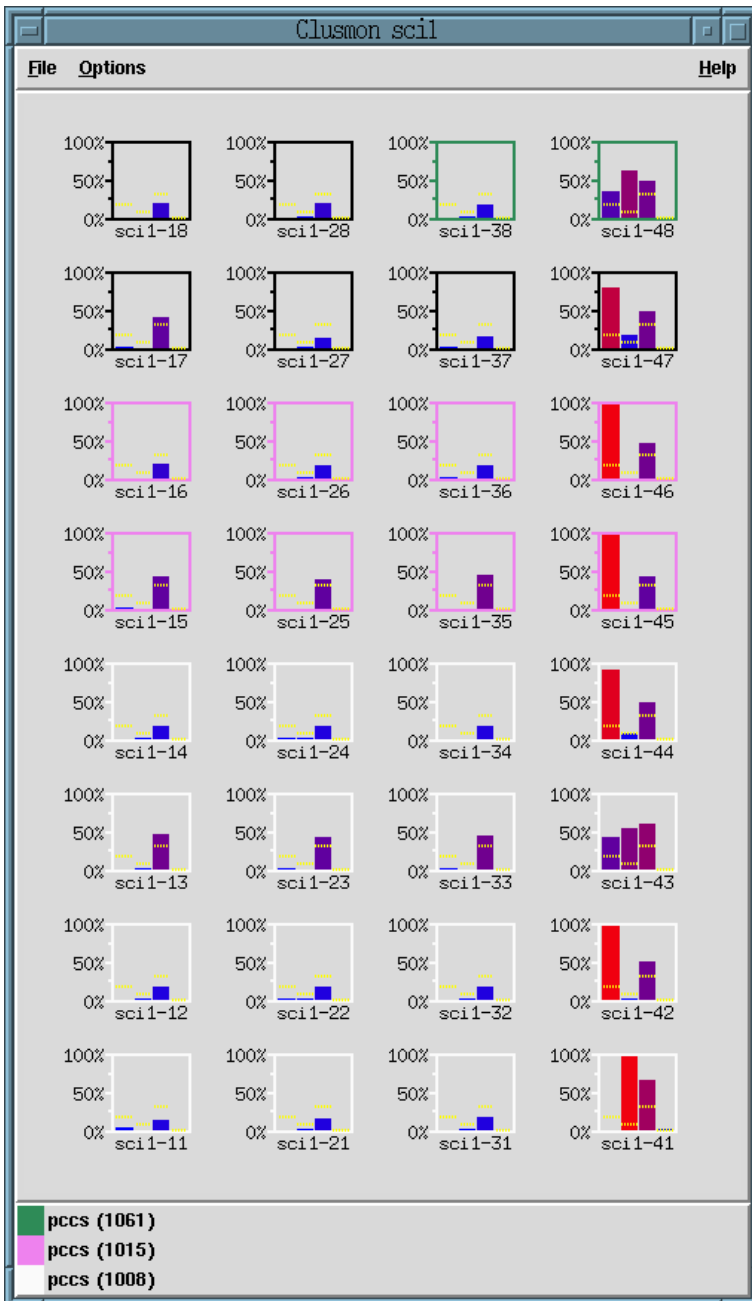 Clusmon sci1
File Options Help
100% 100% 100% 100%
50% 50% 50% 50%
0% 0% 0% 0%
sci1-18 sci1-28 sci1-38 sci1-48
100% 100% 100% 100%
50% 50% 50% 50%
0% 0% 0% 0%
sci1-17 sci1-27 sci1-37 sci1-47
100% 100% 100% 100%
50% 50% 50% 50%
0% 0% 0% 0%
sci1-16 sci1-26 sci1-36 sci1-46
100% 100% 100% 100%
50% 50% 50% 50%
0% 0% 0% 0%
sci1-15 sci1-25 sci1-35 sci1-45
100% 100% 100% 100%
50% 50% 50% 50%
0% 0% 0% 0%
sci1-14 sci1-24 sci1-34 sci1-44
100% 100% 100% 100%
50% 50% 50% 50%
0% 0% 0% 0%
sci1-13 sci1-23 sci1-33 sci1-43
100% 100% 100% 100%
50% 50% 50% 50%
0% 0% 0% 0%
sci1-12 sci1-22 sci1-32 sci1-42
100% 100% 100% 100%
50% 50% 50% 50%
0% 0% 0% 0%
sci1-11 sci1-21 sci1-31 sci1-41
pccs (1061)
pccs (1015)
pccs (1008)